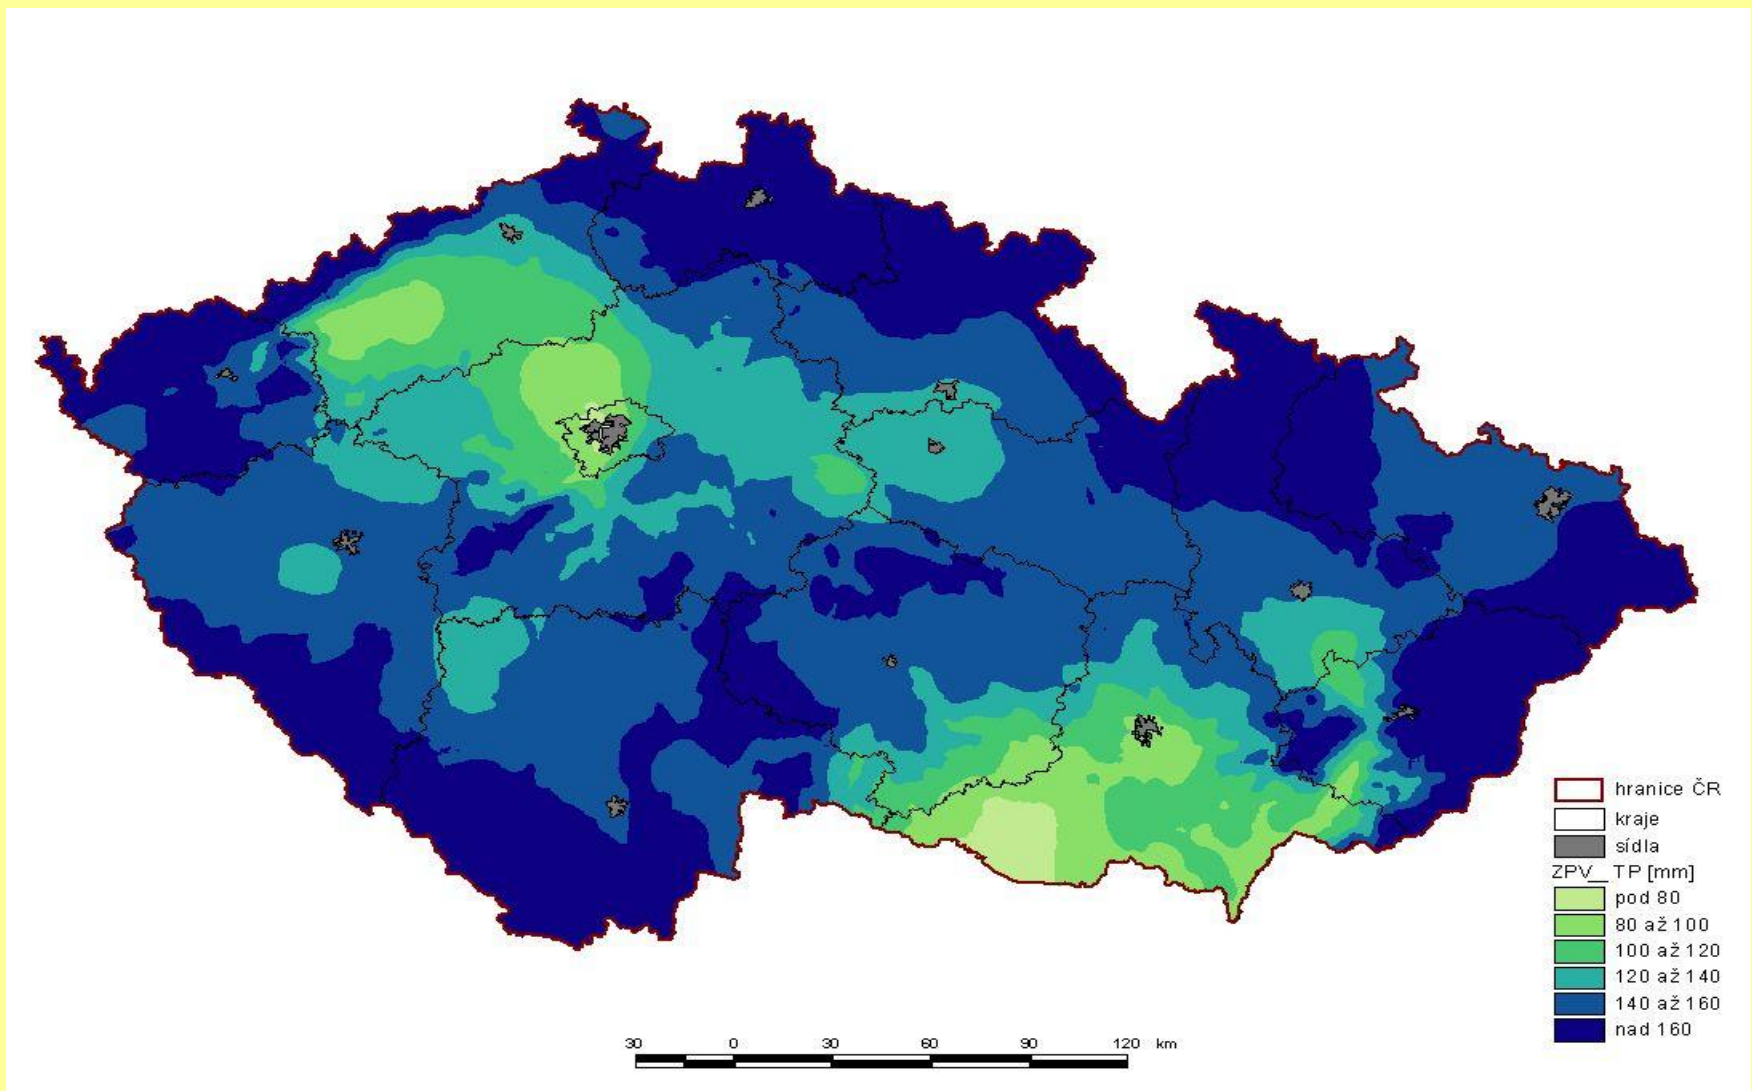 hranice ČR
kraje
sídla
ZPV__TP [mm]
pod 80
80 až 100
100 až 120
120 až 140
140 až 160
nad 160
30 0 30 60 90 120 km